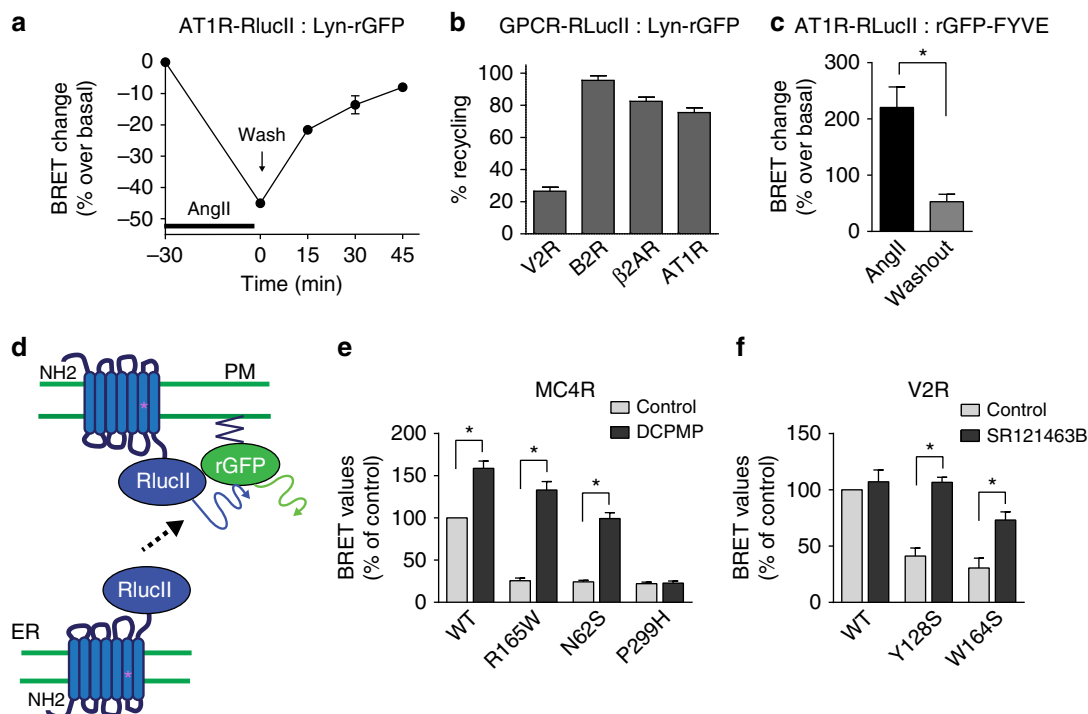 a
AT1R-RlucII : Lyn-rGFP
BRET change
(% over basal)
0
−10
−20
−30
−40
−50
Wash
AngII
−30
0
15
30
45
Time (min)
b
GPCR-RLucII : Lyn-rGFP
% recycling
100
80
60
40
20
0
V2R
B2R
β2AR
AT1R
c
AT1R-RLucII : rGFP-FYVE
BRET change
(% over basal)
300
200
100
0
*
AngII
Washout
d
NH2
PM
*
RlucII
rGFP
RlucII
ER
*
NH2
e
MC4R
Control
DCPMP
BRET values
(% of control)
200
150
100
50
0
*
*
*
WT
R165W
N62S
P299H
f
V2R
Control
SR121463B
BRET values
(% of control)
150
100
50
0
*
*
WT
Y128S
W164S